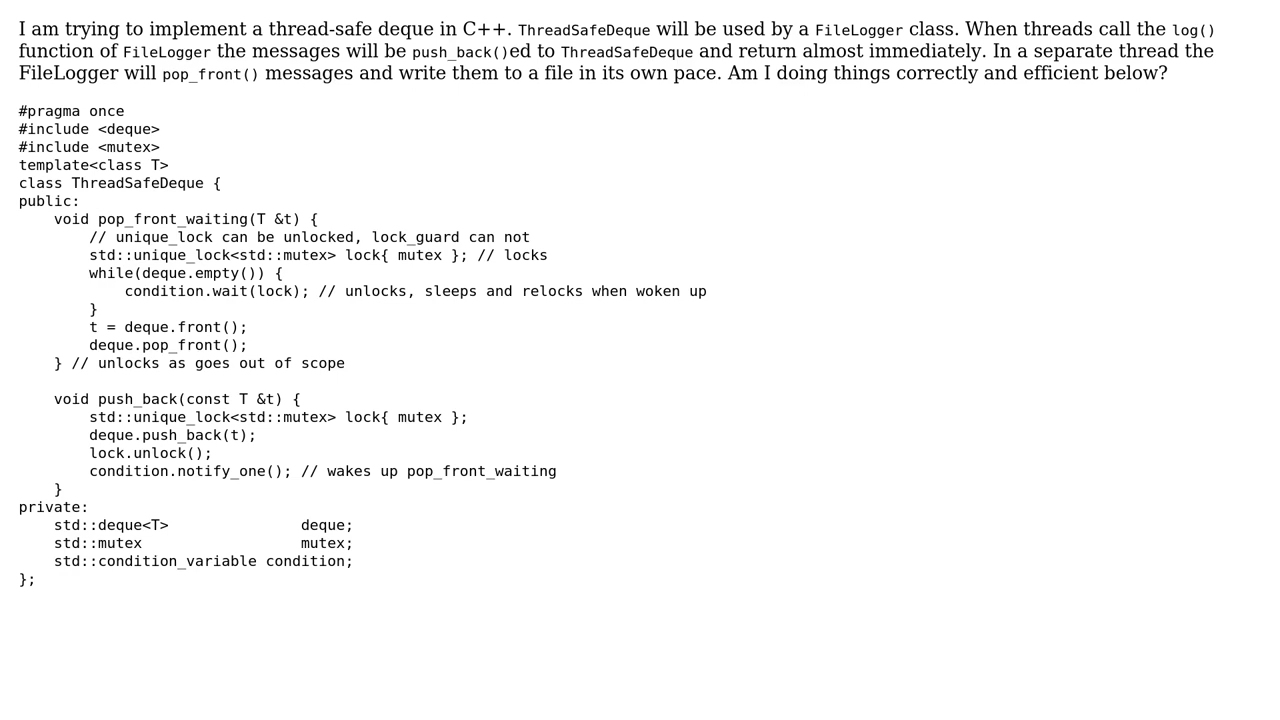 I am trying to implement a thread-safe deque in C++. ThreadSafeDeque will be used by a FileLogger class. When threads call the log()
function of FileLogger the messages will be push_back()ed to ThreadSafeDeque and return almost immediately. In a separate thread the
FileLogger will pop_front() messages and write them to a file in its own pace. Am I doing things correctly and efficient below?
#pragma once
#include <deque>
#include <mutex>
template<class T>
class ThreadSafeDeque {
public:
    void pop_front_waiting(T &t) {
        // unique_lock can be unlocked, lock_guard can not
        std::unique_lock<std::mutex> lock{ mutex }; // locks
        while(deque.empty()) {
            condition.wait(lock); // unlocks, sleeps and relocks when woken up
        }
        t = deque.front();
        deque.pop_front();
    } // unlocks as goes out of scope

    void push_back(const T &t) {
        std::unique_lock<std::mutex> lock{ mutex };
        deque.push_back(t);
        lock.unlock();
        condition.notify_one(); // wakes up pop_front_waiting
    }
private:
    std::deque<T>               deque;
    std::mutex                  mutex;
    std::condition_variable condition;
};